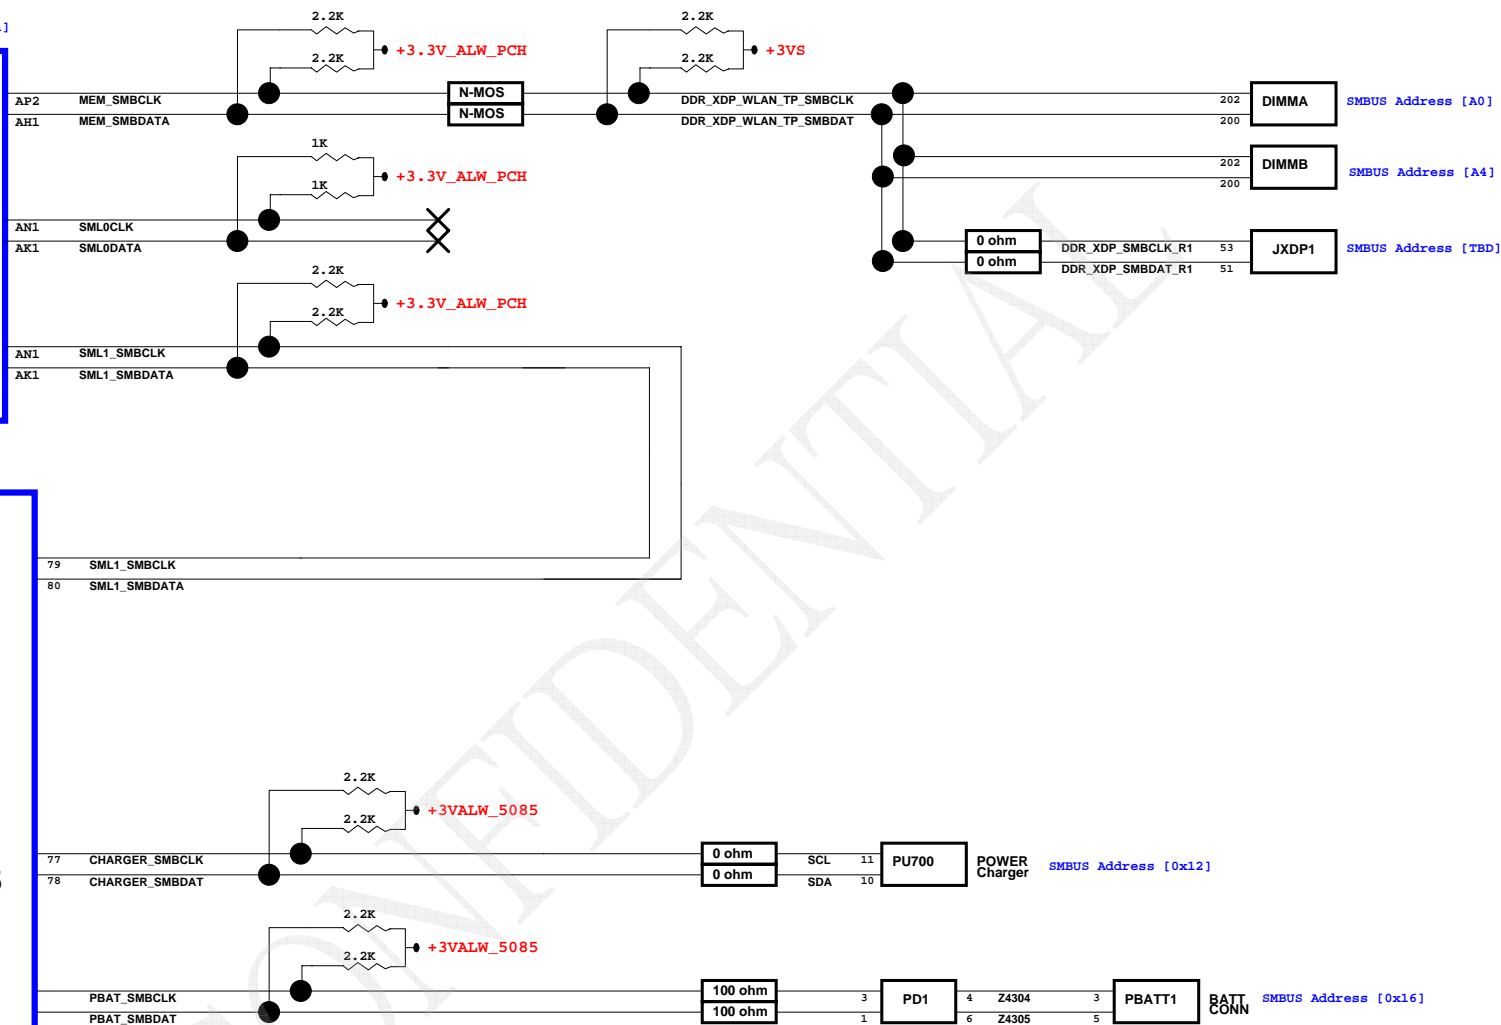 ]
2.2K
2.2K
+3.3V_ALW_PCH
2.2K
2.2K
+3VS
AP2 MEM_SMBCLK
AH1 MEM_SMBDATA
N-MOS
N-MOS
DDR_XDP_WLAN_TP_SMBCLK
DDR_XDP_WLAN_TP_SMBDAT
202
200
DIMMA
SMBUS Address [A0]
1K
1K
+3.3V_ALW_PCH
202
200
DIMMB
SMBUS Address [A4]
AN1 SML0CLK
AK1 SML0DATA
0 ohm
0 ohm
DDR_XDP_SMBCLK_R1 53
DDR_XDP_SMBDAT_R1 51
JXDP1
SMBUS Address [TBD]
2.2K
2.2K
+3.3V_ALW_PCH
AN1 SML1_SMBCLK
AK1 SML1_SMBDATA
79 SML1_SMBCLK
80 SML1_SMBDATA
2.2K
2.2K
+3VALW_5085
77 CHARGER_SMBCLK
78 CHARGER_SMBDAT
0 ohm
0 ohm
SCL 11
SDA 10
PU700
POWER
Charger
SMBUS Address [0x12]
2.2K
2.2K
+3VALW_5085
PBAT_SMBCLK
PBAT_SMBDAT
100 ohm
100 ohm
3
1
PD1
4 Z4304 3
6 Z4305 5
PBATT1
BATT
CONN
SMBUS Address [0x16]
CONFIDENTIAL